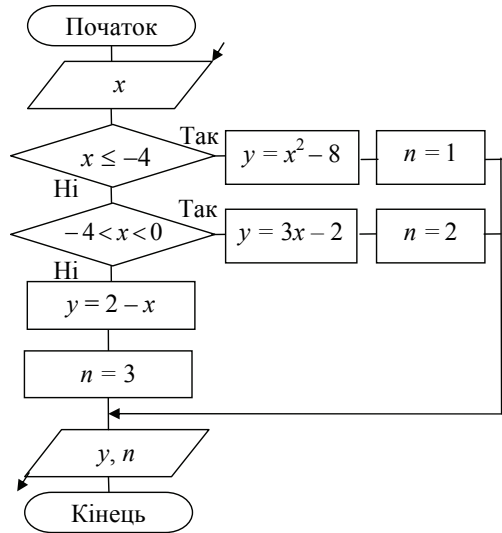 Початок
x
x ≤ −4
Так
y = x² − 8
n = 1
Ні
− 4 < x < 0
Так
y = 3x − 2
n = 2
Ні
y = 2 − x
n = 3
y, n
Кінець